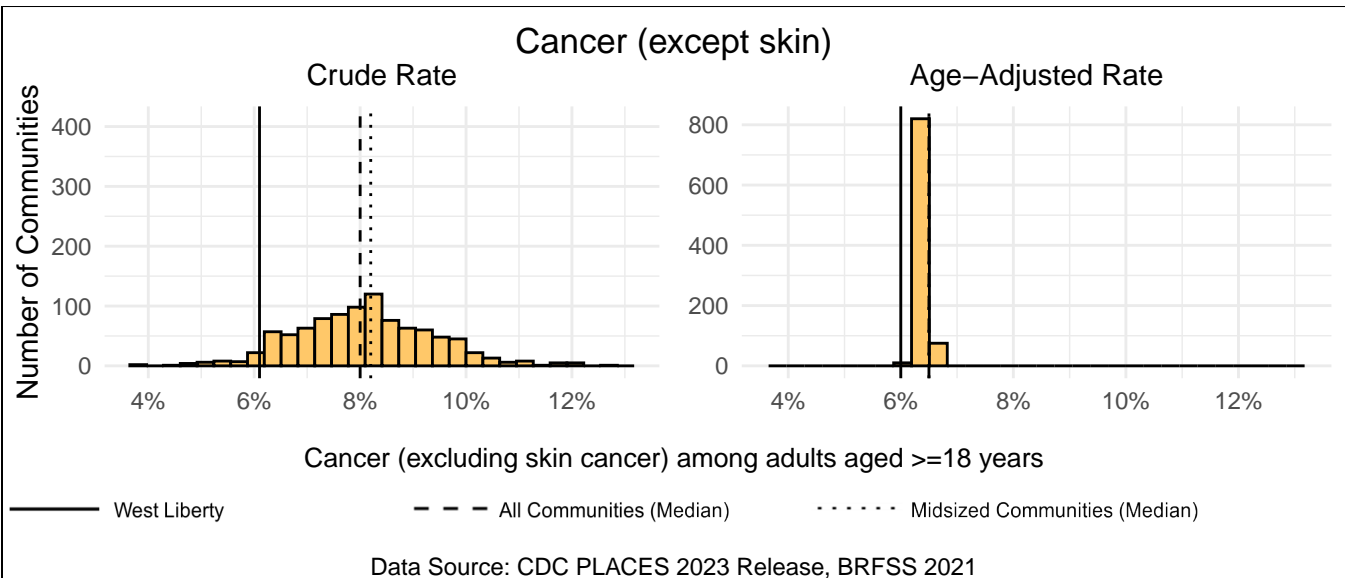 Cancer (except skin)
Crude Rate
Age−Adjusted Rate
Number of Communities
400
300
200
100
0
4%
6%
8%
10%
12%
800
600
400
200
0
4%
6%
8%
10%
12%
Cancer (excluding skin cancer) among adults aged >=18 years
West Liberty
All Communities (Median)
Midsized Communities (Median)
Data Source: CDC PLACES 2023 Release, BRFSS 2021